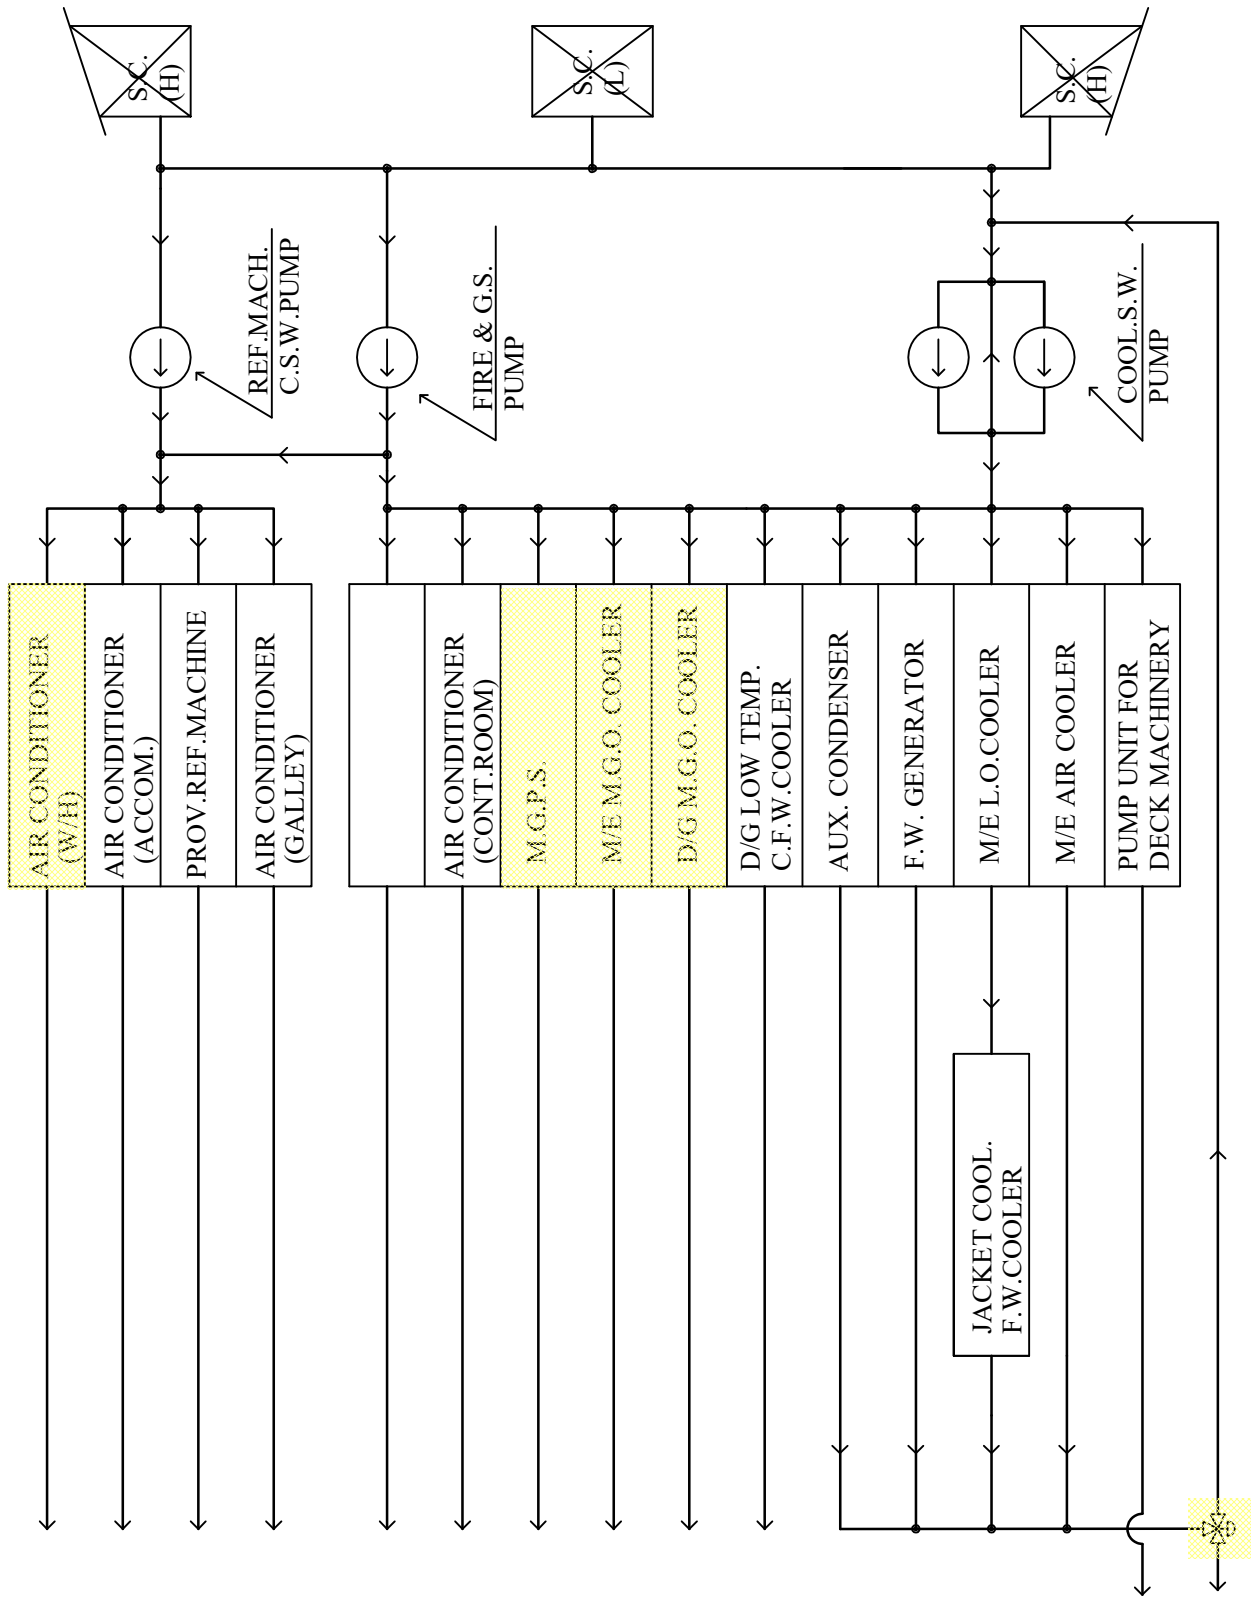 S.C.
(H)
S.C.
(L)
S.C.
(H)
REF.MACH.
C.S.W.PUMP
FIRE & G.S.
PUMP
COOL.S.W.
PUMP
AIR CONDITIONER
(W/H)
AIR CONDITIONER
(ACCOM.)
PROV.REF.MACHINE
AIR CONDITIONER
(GALLEY)
AIR CONDITIONER
(CONT.ROOM)
M.G.P.S.
M/E M.G.O. COOLER
D/G M.G.O. COOLER
D/G LOW TEMP.
C.F.W.COOLER
AUX. CONDENSER
F.W. GENERATOR
M/E L.O.COOLER
M/E AIR COOLER
PUMP UNIT FOR
DECK MACHINERY
JACKET COOL.
F.W.COOLER